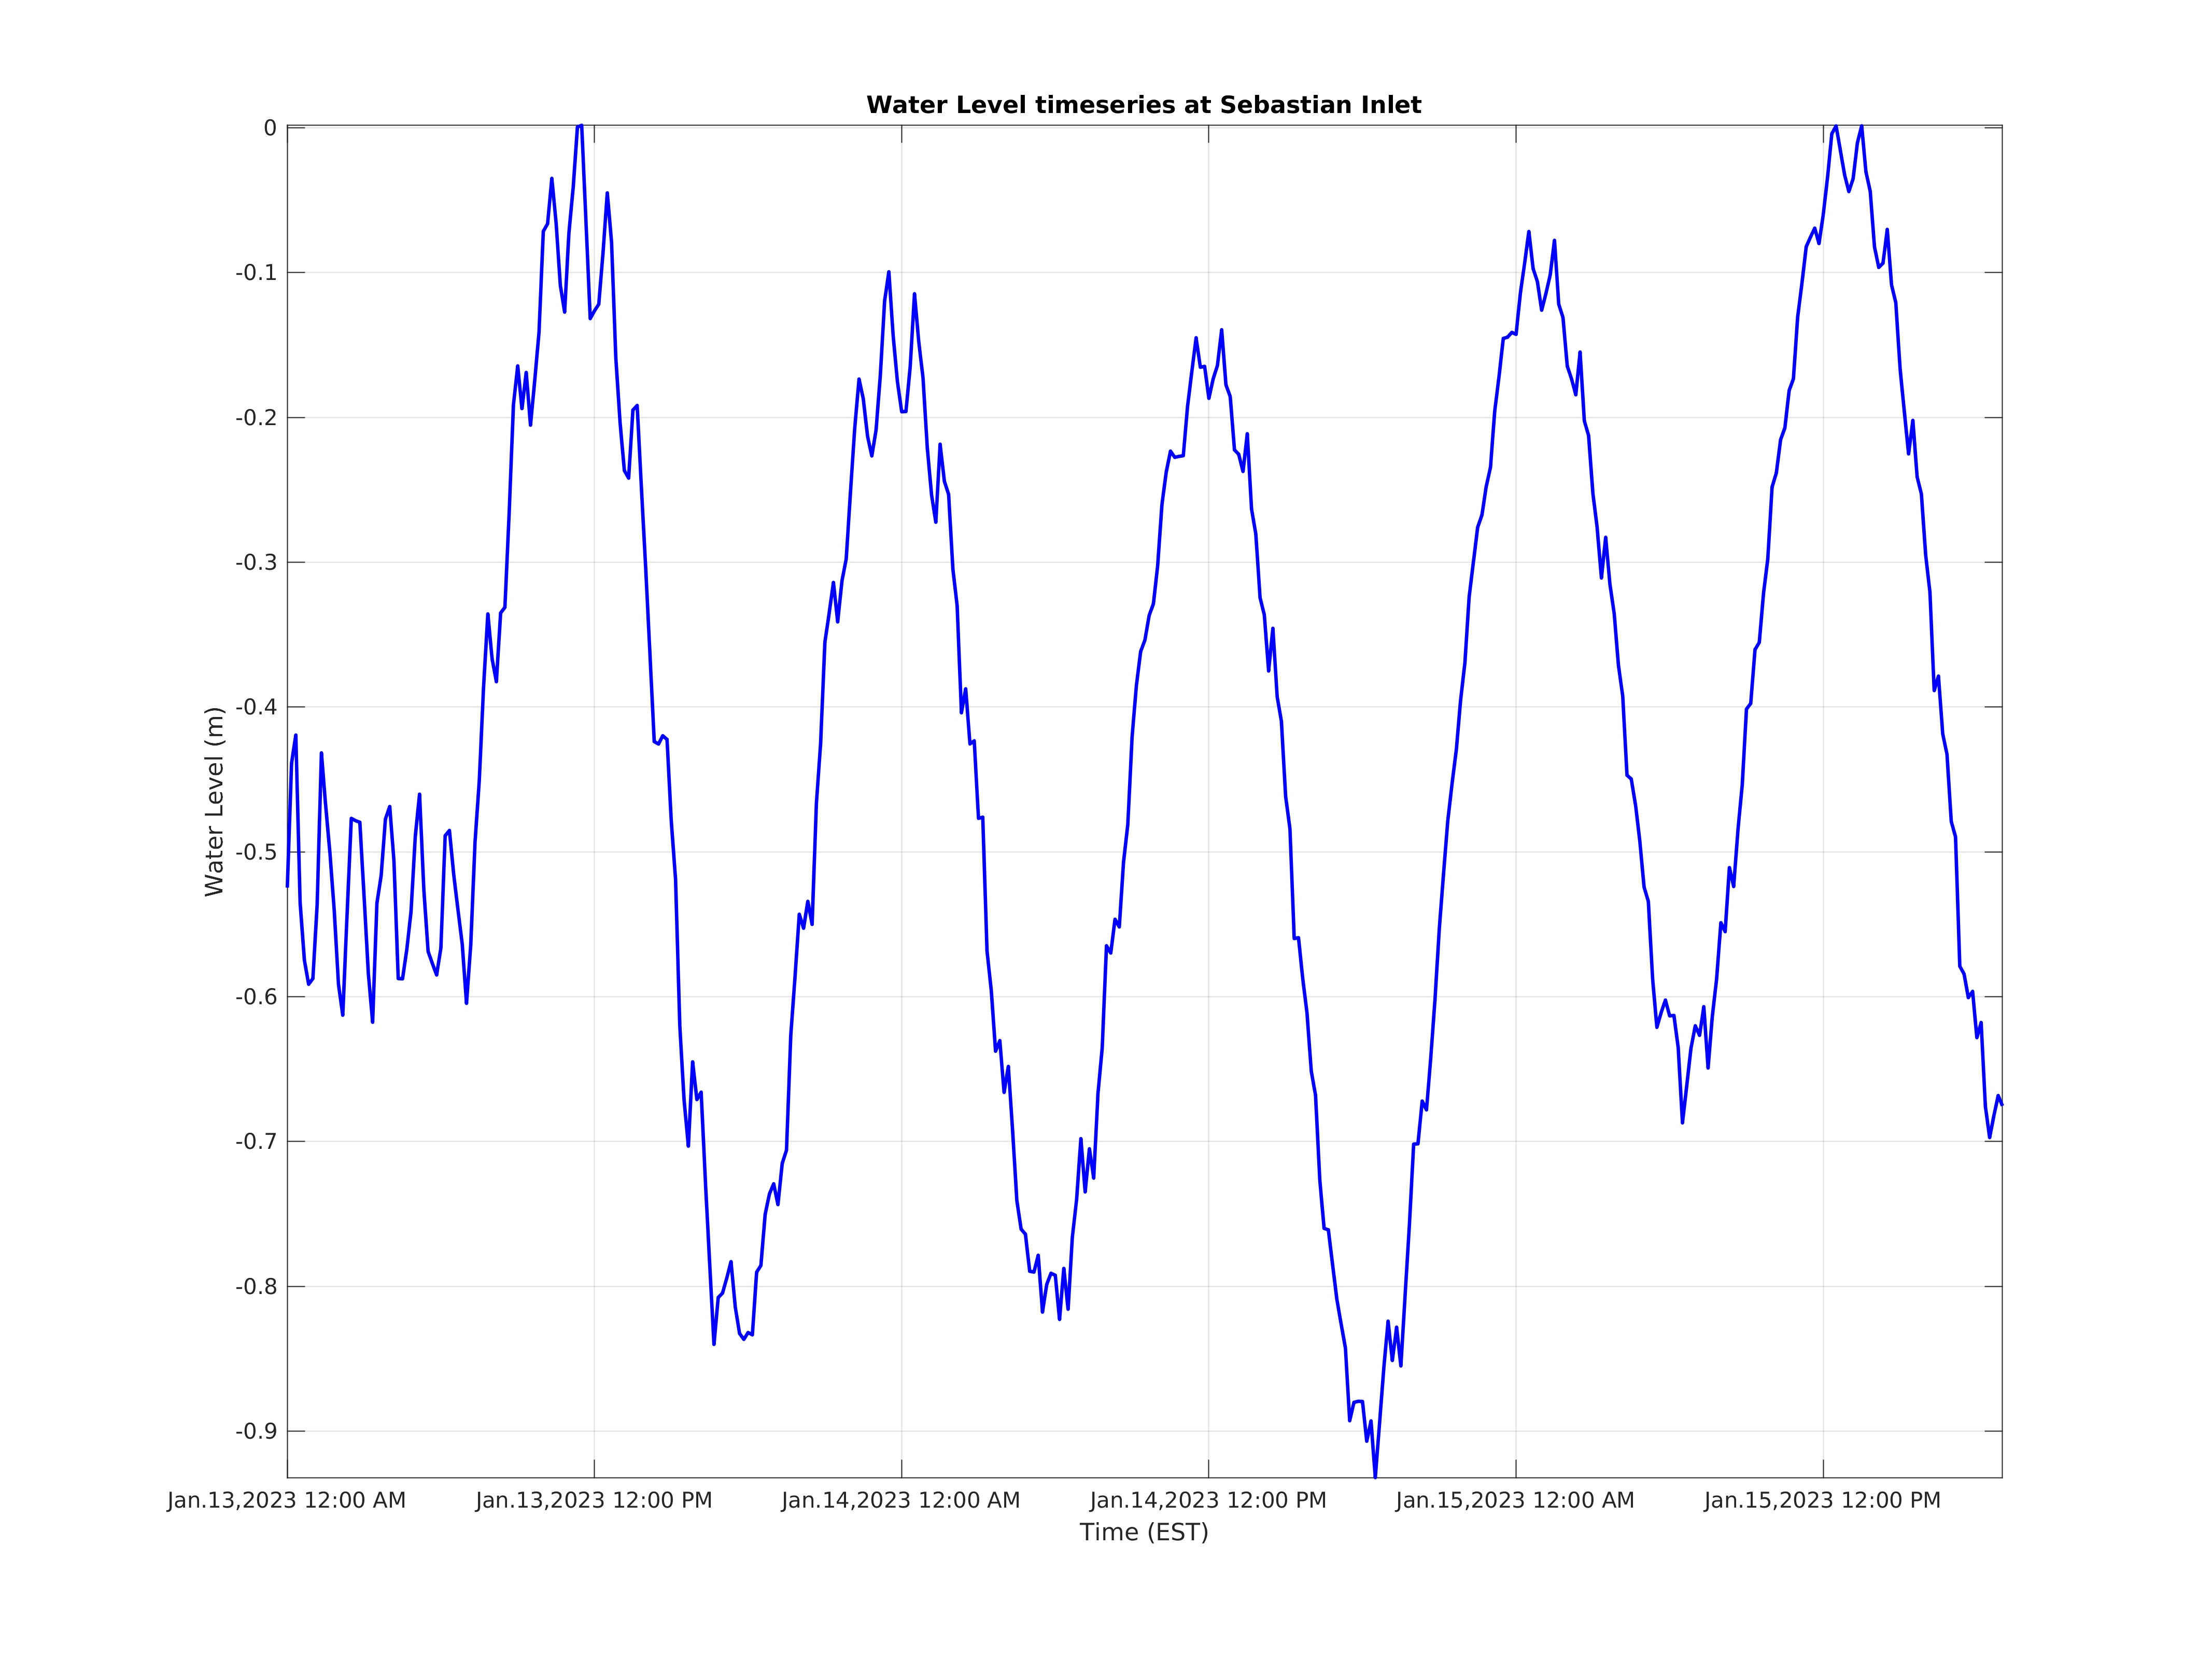 Water Level timeseries at Sebastian Inlet
0
-0.1
-0.2
-0.3
-0.4
-0.5
-0.6
-0.7
-0.8
-0.9
Water Level (m)
Jan.13,2023 12:00 AM
Jan.13,2023 12:00 PM
Jan.14,2023 12:00 AM
Jan.14,2023 12:00 PM
Jan.15,2023 12:00 AM
Jan.15,2023 12:00 PM
Time (EST)